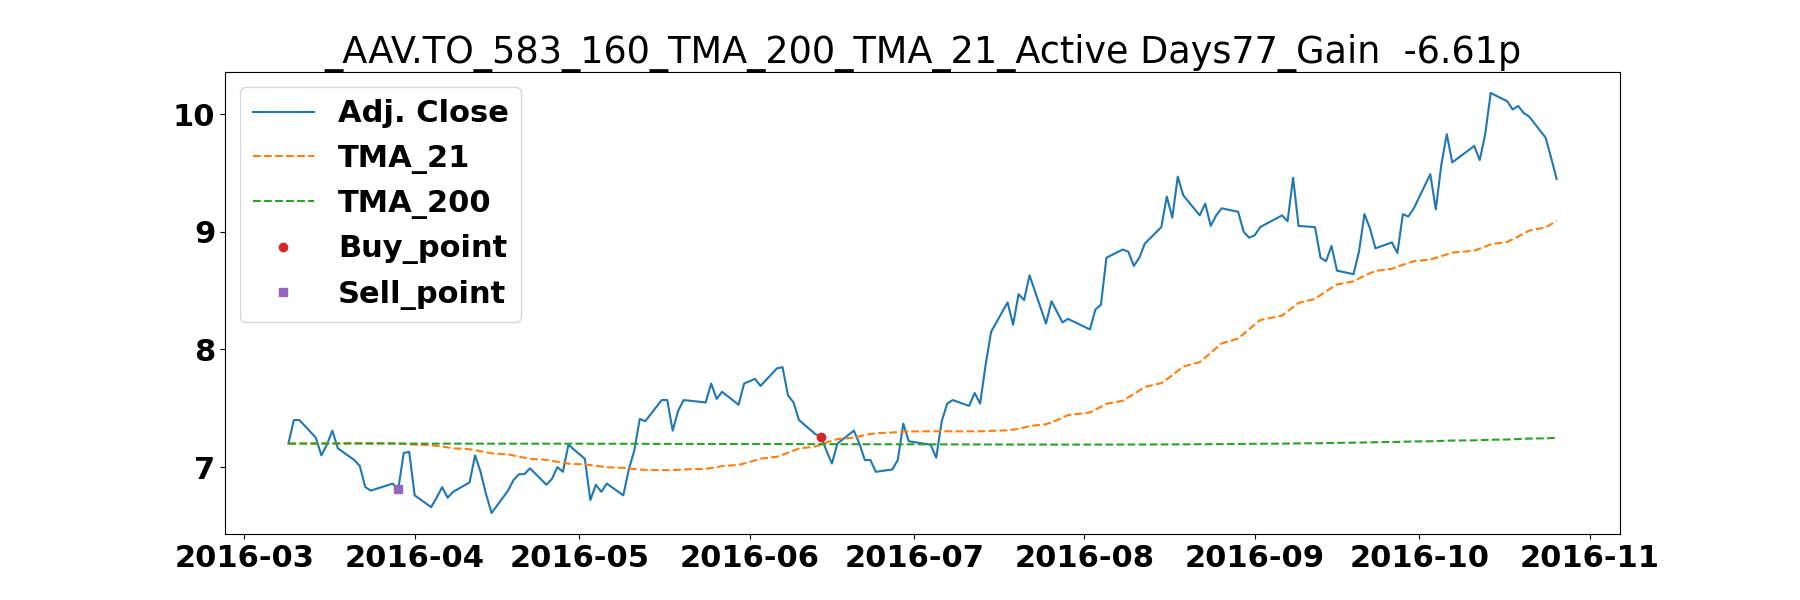 _AAV.TO_583_160_TMA_200_TMA_21_Active Days77_Gain  -6.61p
Adj. Close
TMA_21
TMA_200
Buy_point
Sell_point
10
9
8
7
2016-03 2016-04 2016-05 2016-06 2016-07 2016-08 2016-09 2016-10 2016-11